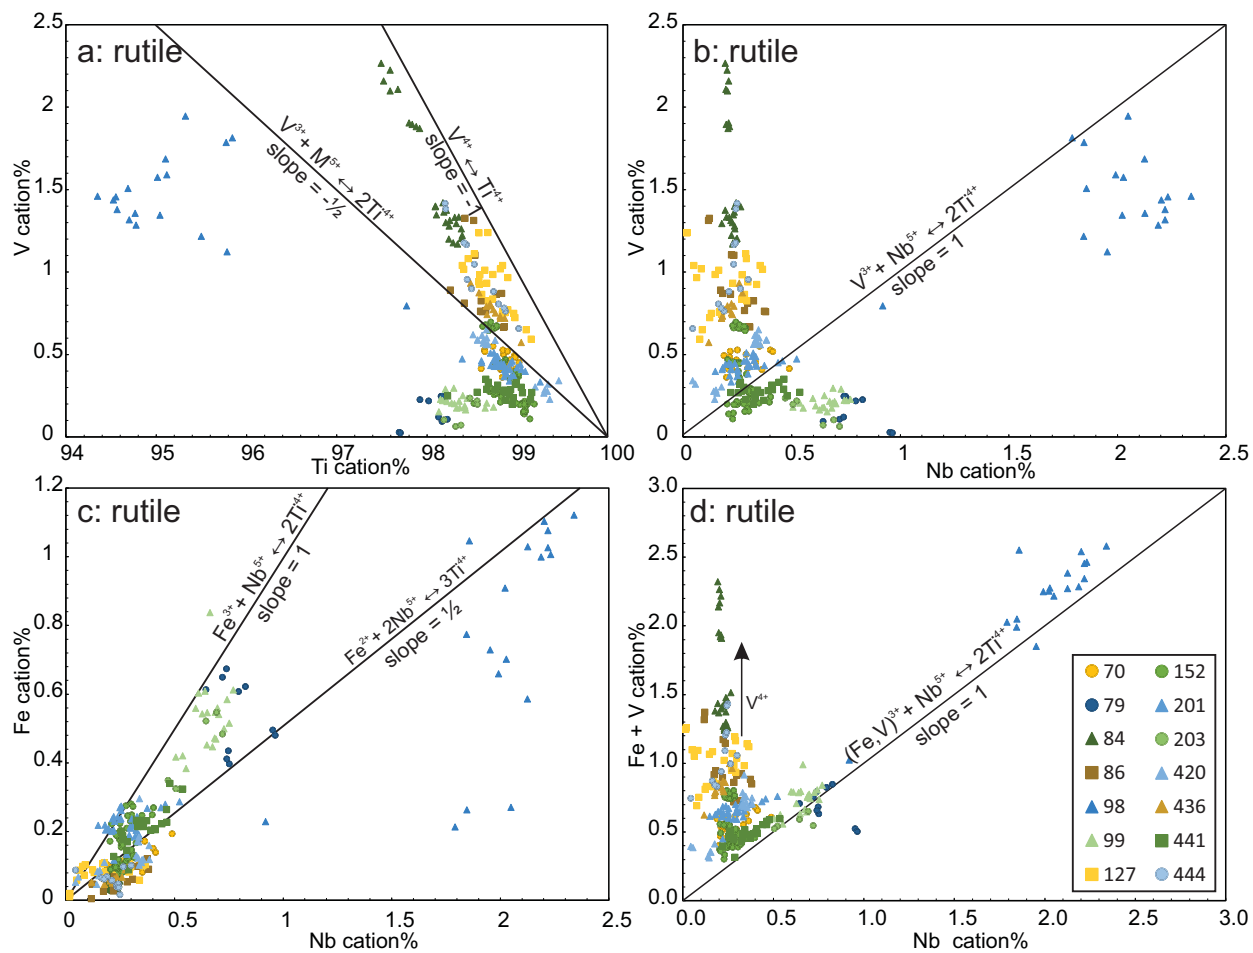 a: rutile
2.5
2
1.5
1
0.5
0
V cation%
94
95
96
97
98
99
100
Ti cation%
V³⁺ + M⁵⁺ ↔ 2Ti⁴⁺
slope = -½
V⁴⁺ ↔ Ti⁴⁺
slope = -1
b: rutile
2.5
2
1.5
1
0.5
0
V cation%
0
0.5
1
1.5
2
2.5
Nb cation%
V³⁺ + Nb⁵⁺ ↔ 2Ti⁴⁺
slope = 1
c: rutile
1.2
1
0.8
0.6
0.4
0.2
0
Fe cation%
0
0.5
1
1.5
2
2.5
Nb cation%
Fe³⁺ + Nb⁵⁺ ↔ 2Ti⁴⁺
slope = 1
Fe²⁺ + 2Nb⁵⁺ ↔ 3Ti⁴⁺
slope = ½
d: rutile
3.0
2.5
2.0
1.5
1.0
0.5
0.0
Fe + V cation%
0.0
0.5
1.0
1.5
2.0
2.5
3.0
Nb cation%
V⁴⁺
(Fe,V)³⁺ + Nb⁵⁺ ↔ 2Ti⁴⁺
slope = 1
70
152
79
201
84
203
86
420
98
436
99
441
127
444